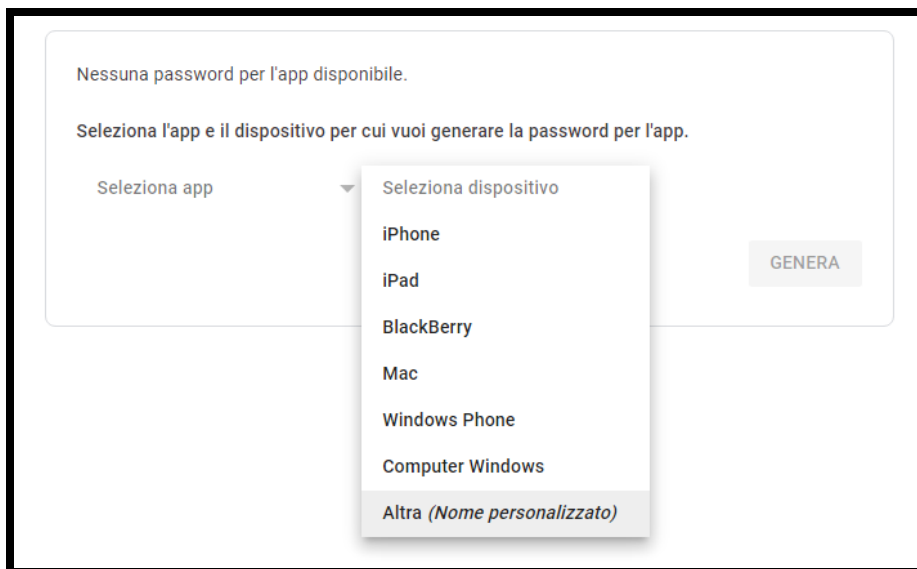 Nessuna password per l'app disponibile.
Seleziona l'app e il dispositivo per cui vuoi generare la password per l'app.
Seleziona app
Seleziona dispositivo
iPhone
iPad
GENERA
BlackBerry
Mac
Windows Phone
Computer Windows
Altra (Nome personalizzato)